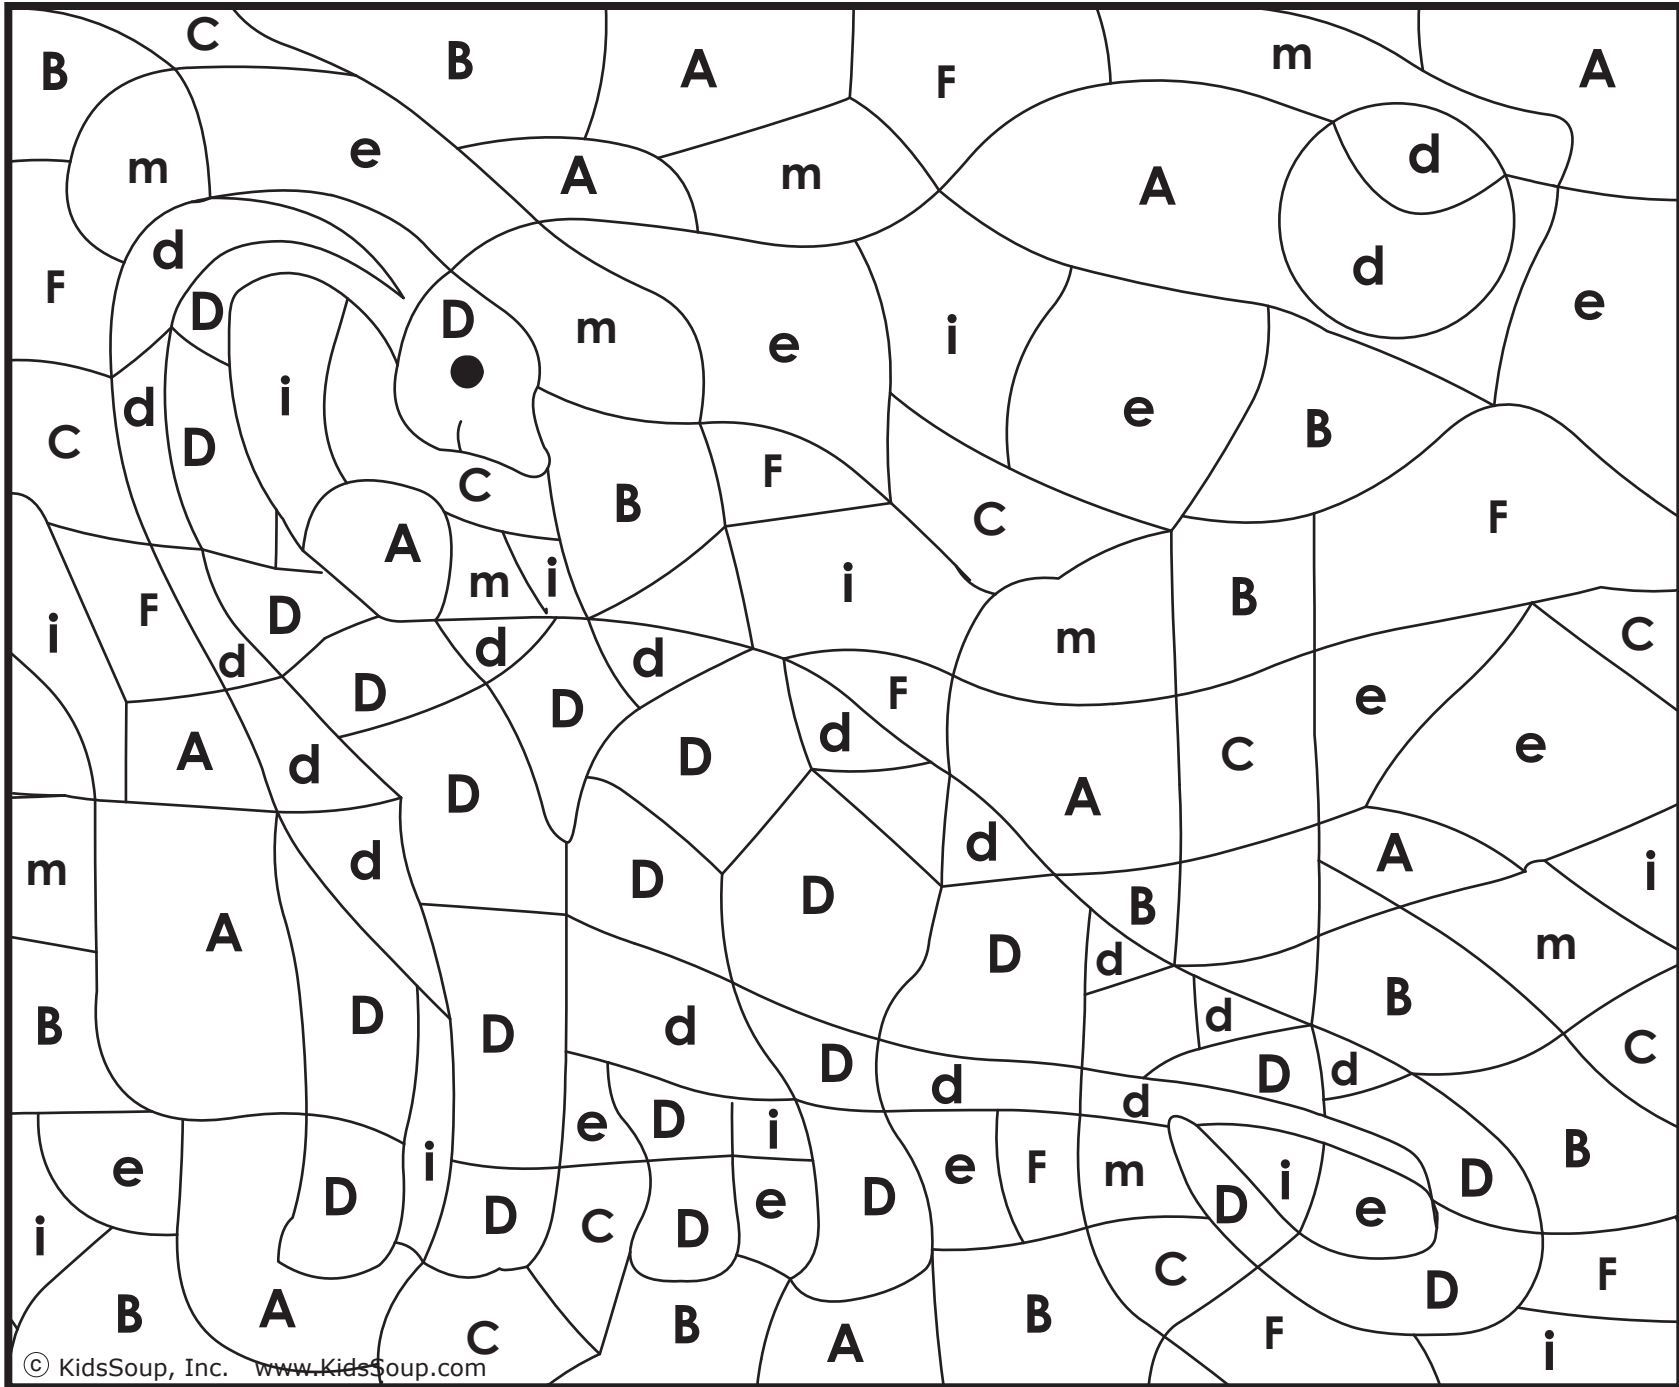 C
B B A F m A
m e A m A d
d d
F D D m e i e e
d C D i B
C B F C F
A m i i B
i F D d d d m C
d D D F e
A d D D d C e
m d D D d A A i
A D B m
B D D d d d B C
D d D d
e D i d B
e i D D e F m i D
i D C D e D D e
B A C B A B C F D F
i
© KidsSoup, Inc. www.KidsSoup.com